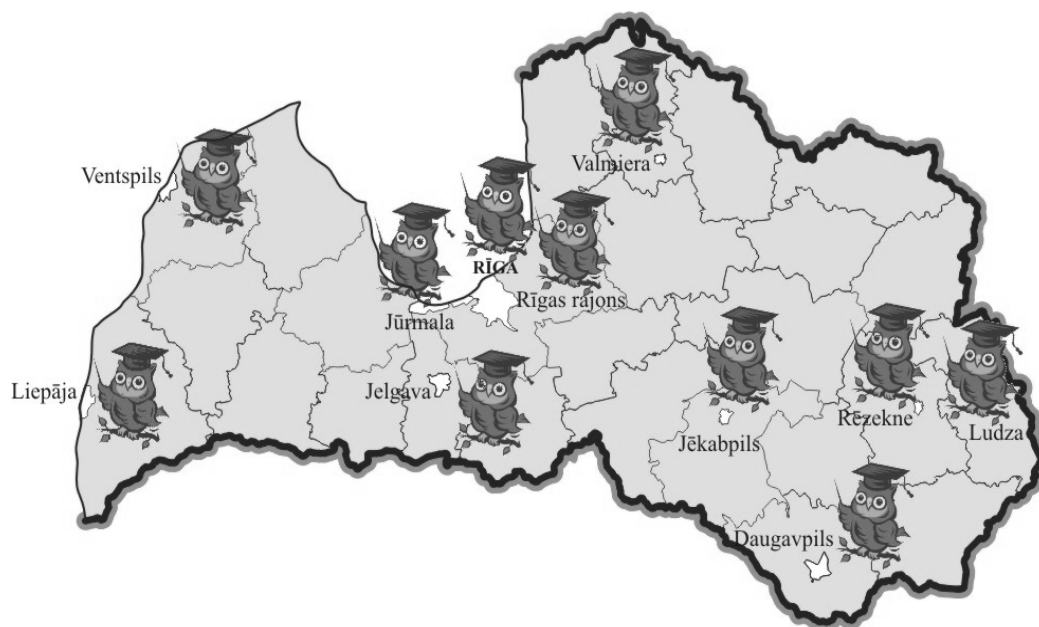 Valmiera
Ventspils
RĪGA
Rīgas rajons
Jūrmala
Liepāja
Jelgava
Jēkabpils
Rēzekne
Ludza
Daugavpils